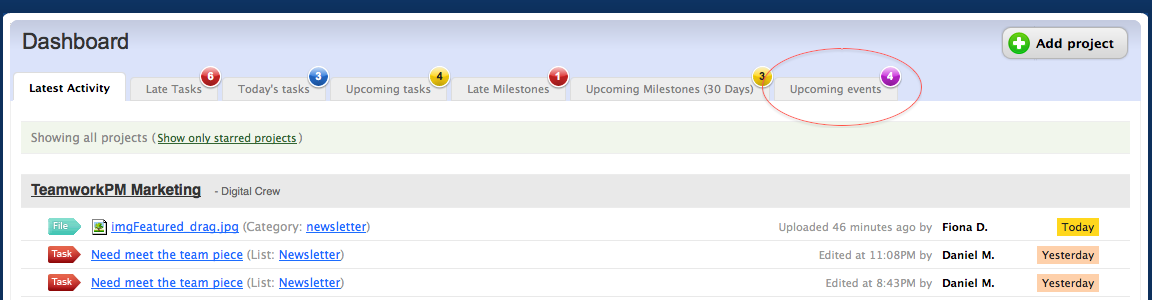 Dashboard
Add project
Latest Activity Late Tasks 6 Today's tasks 3 Upcoming tasks 4 Late Milestones 1 Upcoming Milestones (30 Days) 3 Upcoming events 4
Showing all projects (Show only starred projects)
TeamworkPM Marketing - Digital Crew
File imgFeatured_drag.jpg (Category: newsletter) Uploaded 46 minutes ago by Fiona D. Today
Task Need meet the team piece (List: Newsletter) Edited at 11:08PM by Daniel M. Yesterday
Task Need meet the team piece (List: Newsletter) Edited at 8:43PM by Daniel M. Yesterday